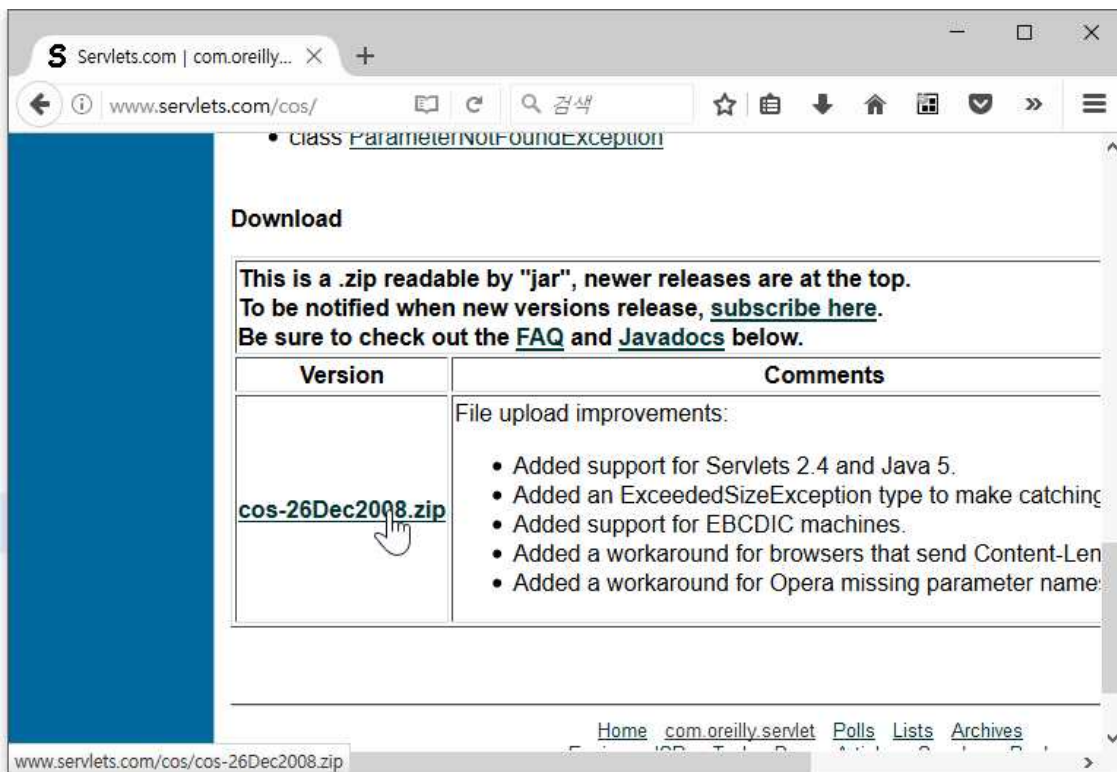 Servlets.com | com.oreilly...
www.servlets.com/cos/
검색
• class ParameterNotFoundException
Download
This is a .zip readable by "jar", newer releases are at the top.
To be notified when new versions release, subscribe here.
Be sure to check out the FAQ and Javadocs below.
Version Comments
cos-26Dec2008.zip
File upload improvements:
• Added support for Servlets 2.4 and Java 5.
• Added an ExceededSizeException type to make catching
• Added support for EBCDIC machines.
• Added a workaround for browsers that send Content-Len
• Added a workaround for Opera missing parameter name
Home com.oreilly.servlet Polls Lists Archives
www.servlets.com/cos/cos-26Dec2008.zip